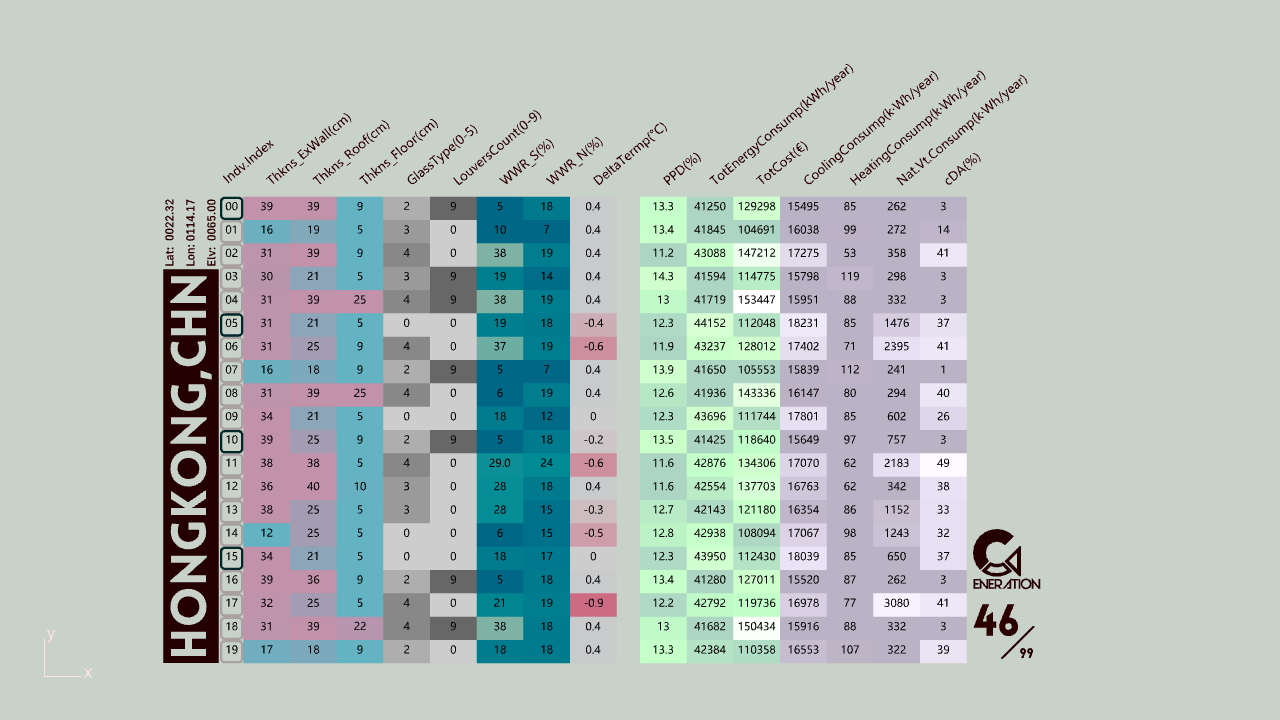 Indv.Index Thkns_ExWall(cm) Thkns_Roof(cm) Thkns_Floor(cm) GlassType(0-5) LouversCount(0-9) WWR_S(%) WWR_N(%) DeltaTermp(°C) PPD(%) TotEnergyConsump(kWh/year) TotCost(€) CoolingConsump(k·Wh/year) HeatingConsump(k·Wh/year) Nat.Vt.Consump(k·Wh/year) cDA(%)
Lat: 0022.32
Lon: 0114.17
Elv: 0065.00
HONGKONG,CHN
00 39 39 9 2 9 5 18 0.4 13.3 41250 129298 15495 85 262 3
01 16 19 5 3 0 10 7 0.4 13.4 41845 104691 16038 99 272 14
02 31 39 9 4 0 38 19 0.4 11.2 43088 147212 17275 53 358 41
03 30 21 5 3 9 19 14 0.4 14.3 41594 114775 15798 119 298 3
04 31 39 25 4 9 38 19 0.4 13 41719 153447 15951 88 332 3
05 31 21 5 0 0 19 18 -0.4 12.3 44152 112048 18231 85 1476 37
06 31 25 9 4 0 37 19 -0.6 11.9 43237 128012 17402 71 2395 41
07 16 18 9 2 9 5 7 0.4 13.9 41650 105553 15839 112 241 1
08 31 39 25 4 0 6 19 0.4 12.6 41936 143336 16147 80 294 40
09 34 21 5 0 0 18 12 0 12.3 43696 111744 17801 85 602 26
10 39 25 9 2 9 5 18 -0.2 13.5 41425 118640 15649 97 757 3
11 38 38 5 4 0 29.0 24 -0.6 11.6 42876 134306 17070 62 2183 49
12 36 40 10 3 0 28 18 0.4 11.6 42554 137703 16763 62 342 38
13 38 25 5 3 0 28 15 -0.3 12.7 42143 121180 16354 86 1152 33
14 12 25 5 0 0 6 15 -0.5 12.8 42938 108094 17067 98 1243 32
15 34 21 5 0 0 18 17 0 12.3 43950 112430 18039 85 650 37
16 39 36 9 2 9 5 18 0.4 13.4 41280 127011 15520 87 262 3
17 32 25 5 4 0 21 19 -0.9 12.2 42792 119736 16978 77 3080 41
18 31 39 22 4 9 38 18 0.4 13 41682 150434 15916 88 332 3
19 17 18 9 2 0 18 18 0.4 13.3 42384 110358 16553 107 322 39
GENERATION
46/99
y
x